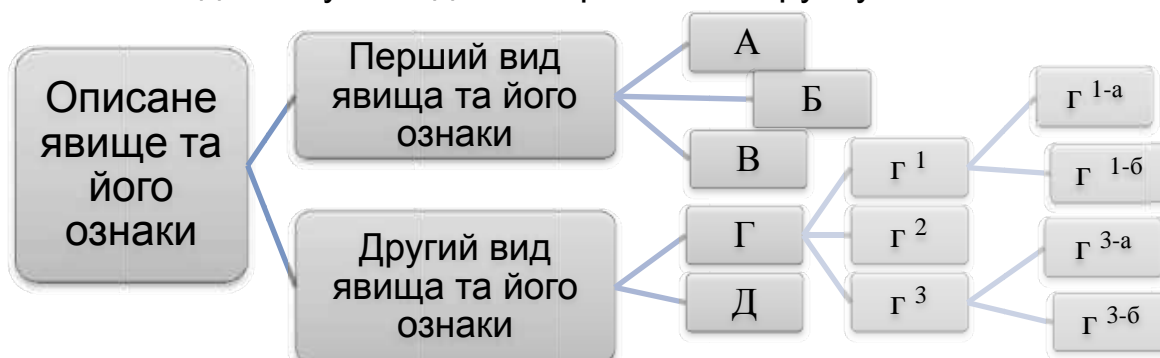 Описане
явище та
його
ознаки
Перший вид
явища та його
ознаки
Другий вид
явища та його
ознаки
А
Б
В
Г
Д
г 1
г 2
г 3
г 1-а
г 1-б
г 3-а
г 3-б